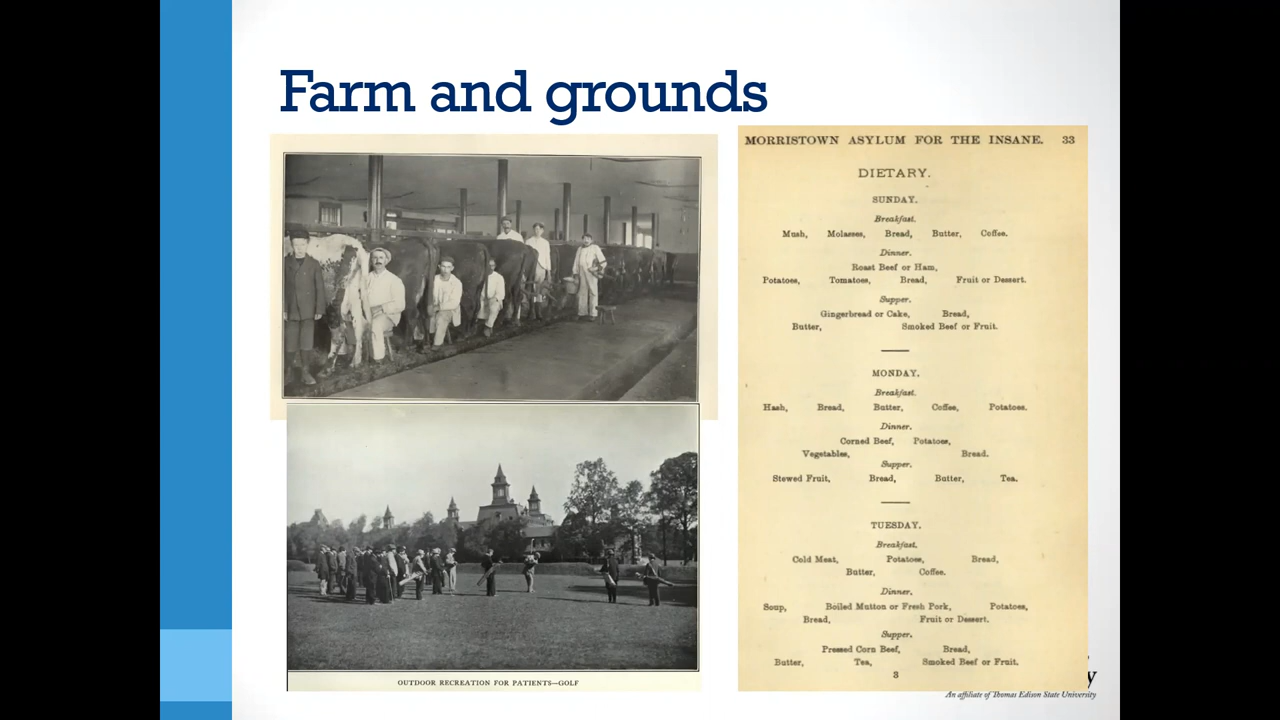 Farm and grounds
OUTDOOR RECREATION FOR PATIENTS—GOLF
MORRISTOWN ASYLUM FOR THE INSANE. 33
DIETARY.
SUNDAY.
Breakfast.
Mush, Molasses, Bread, Butter, Coffee.
Dinner.
Roast Beef or Ham,
Potatoes, Tomatoes, Bread, Fruit or Dessert.
Supper.
Gingerbread or Cake, Bread,
Butter, Smoked Beef or Fruit.
MONDAY.
Breakfast.
Hash, Bread, Butter, Coffee, Potatoes.
Dinner.
Corned Beef, Potatoes,
Vegetables, Bread.
Supper.
Stewed Fruit, Bread, Butter, Tea.
TUESDAY.
Breakfast.
Cold Meat, Potatoes, Bread,
Butter, Coffee.
Dinner.
Soup, Boiled Mutton or Fresh Pork, Potatoes,
Bread, Fruit or Dessert.
Supper.
Pressed Corn Beef, Bread,
Butter, Tea, Smoked Beef or Fruit.
3
y
An affiliate of Thomas Edison State University